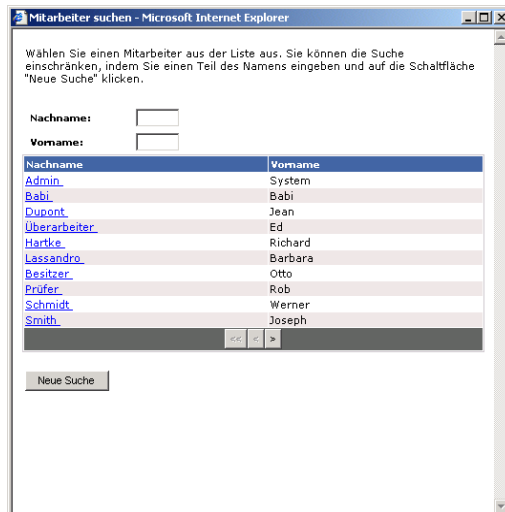 Mitarbeiter suchen - Microsoft Internet Explorer
Wählen Sie einen Mitarbeiter aus der Liste aus. Sie können die Suche
einschränken, indem Sie einen Teil des Namens eingeben und auf die Schaltfläche
"Neue Suche" klicken.
Nachname:
Vorname:
Nachname Vorname
Admin System
Babi Babi
Dupont Jean
Überarbeiter Ed
Hartke Richard
Lassandro Barbara
Besitzer Otto
Prüfer Rob
Schmidt Werner
Smith Joseph
<< < >
Neue Suche